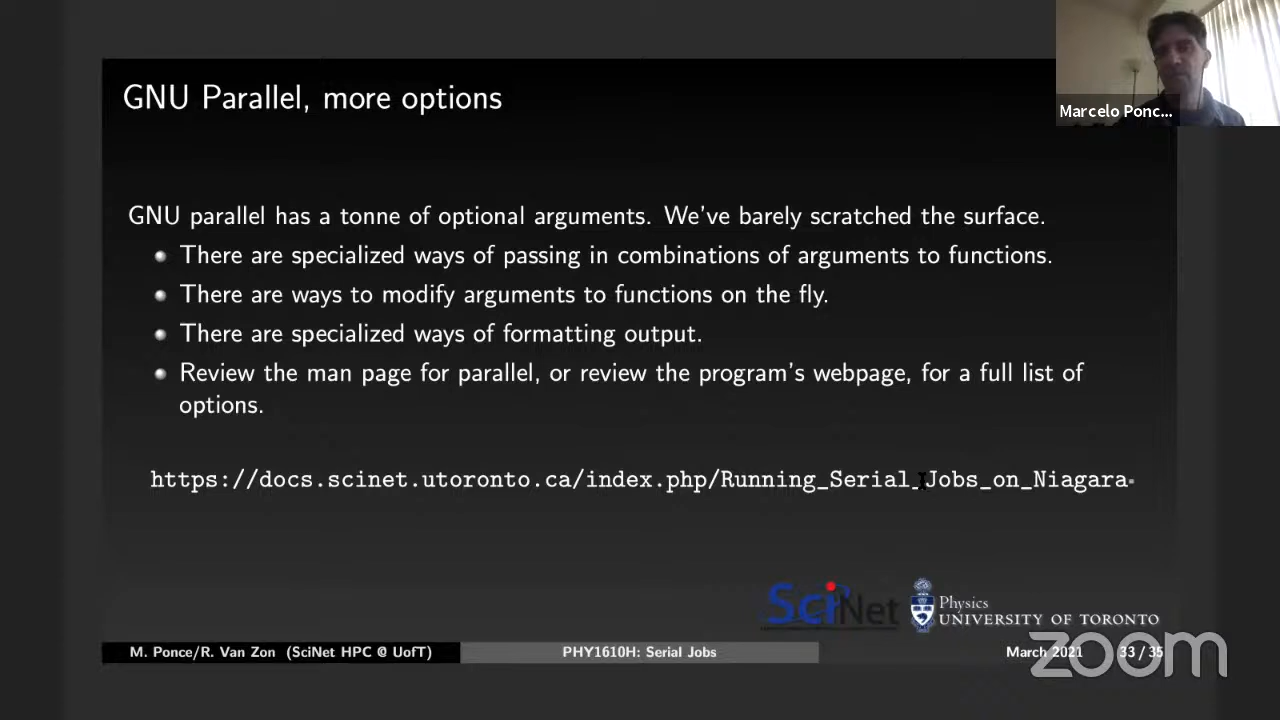 GNU Parallel, more options
Marcelo Ponc...
GNU parallel has a tonne of optional arguments. We've barely scratched the surface.
There are specialized ways of passing in combinations of arguments to functions.
There are ways to modify arguments to functions on the fly.
There are specialized ways of formatting output.
Review the man page for parallel, or review the program's webpage, for a full list of
options.
https://docs.scinet.utoronto.ca/index.php/Running_Serial_Jobs_on_Niagara
SciNet
Physics
UNIVERSITY OF TORONTO
M. Ponce/R. Van Zon (SciNet HPC @ UofT)
PHY1610H: Serial Jobs
March 2021
33 / 35
zoom